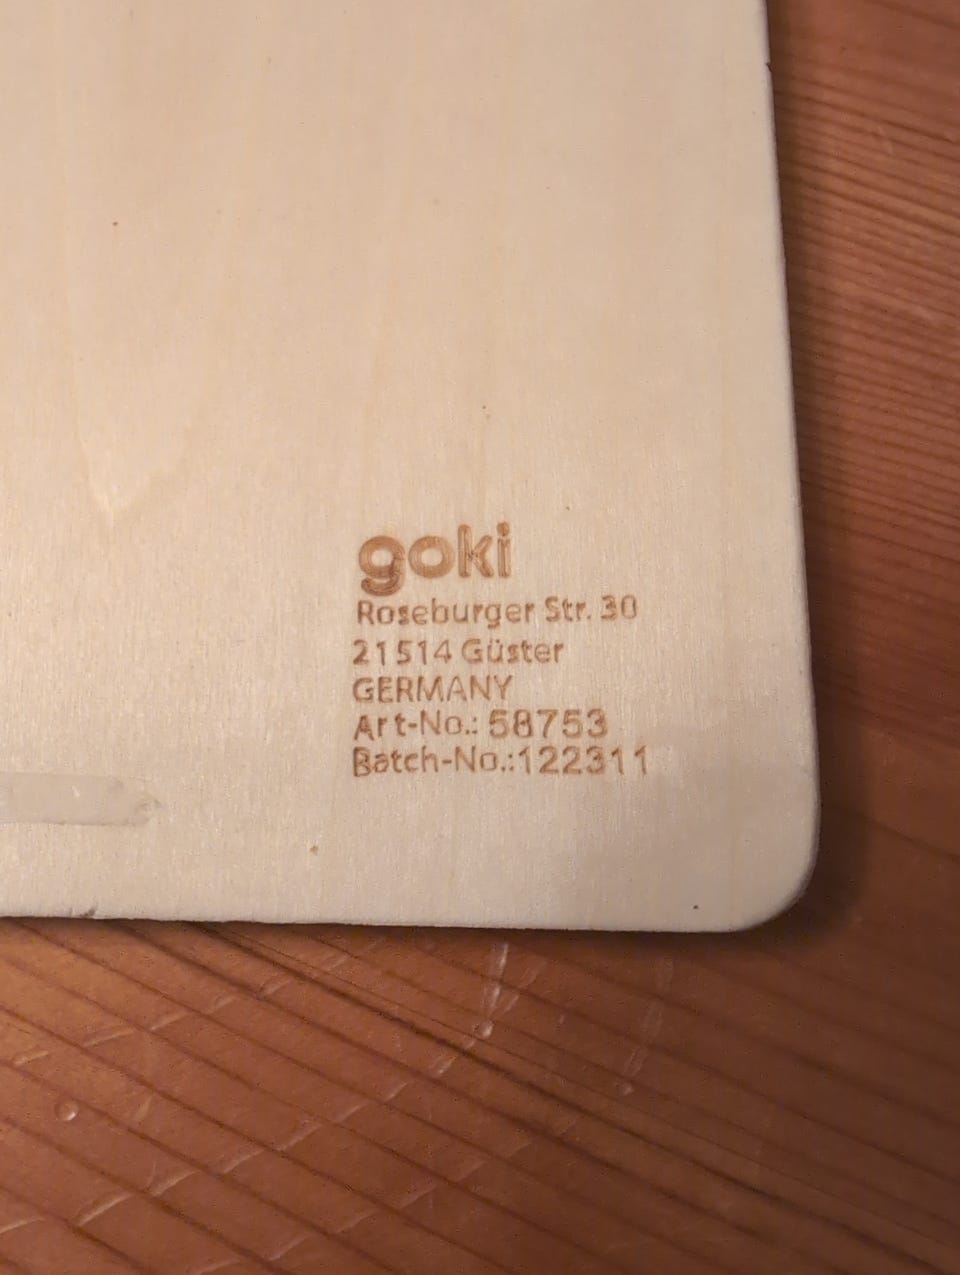 goki
Roseburger Str. 30
21514 Güster
GERMANY
Art-No.: 58753
Batch-No.:122311